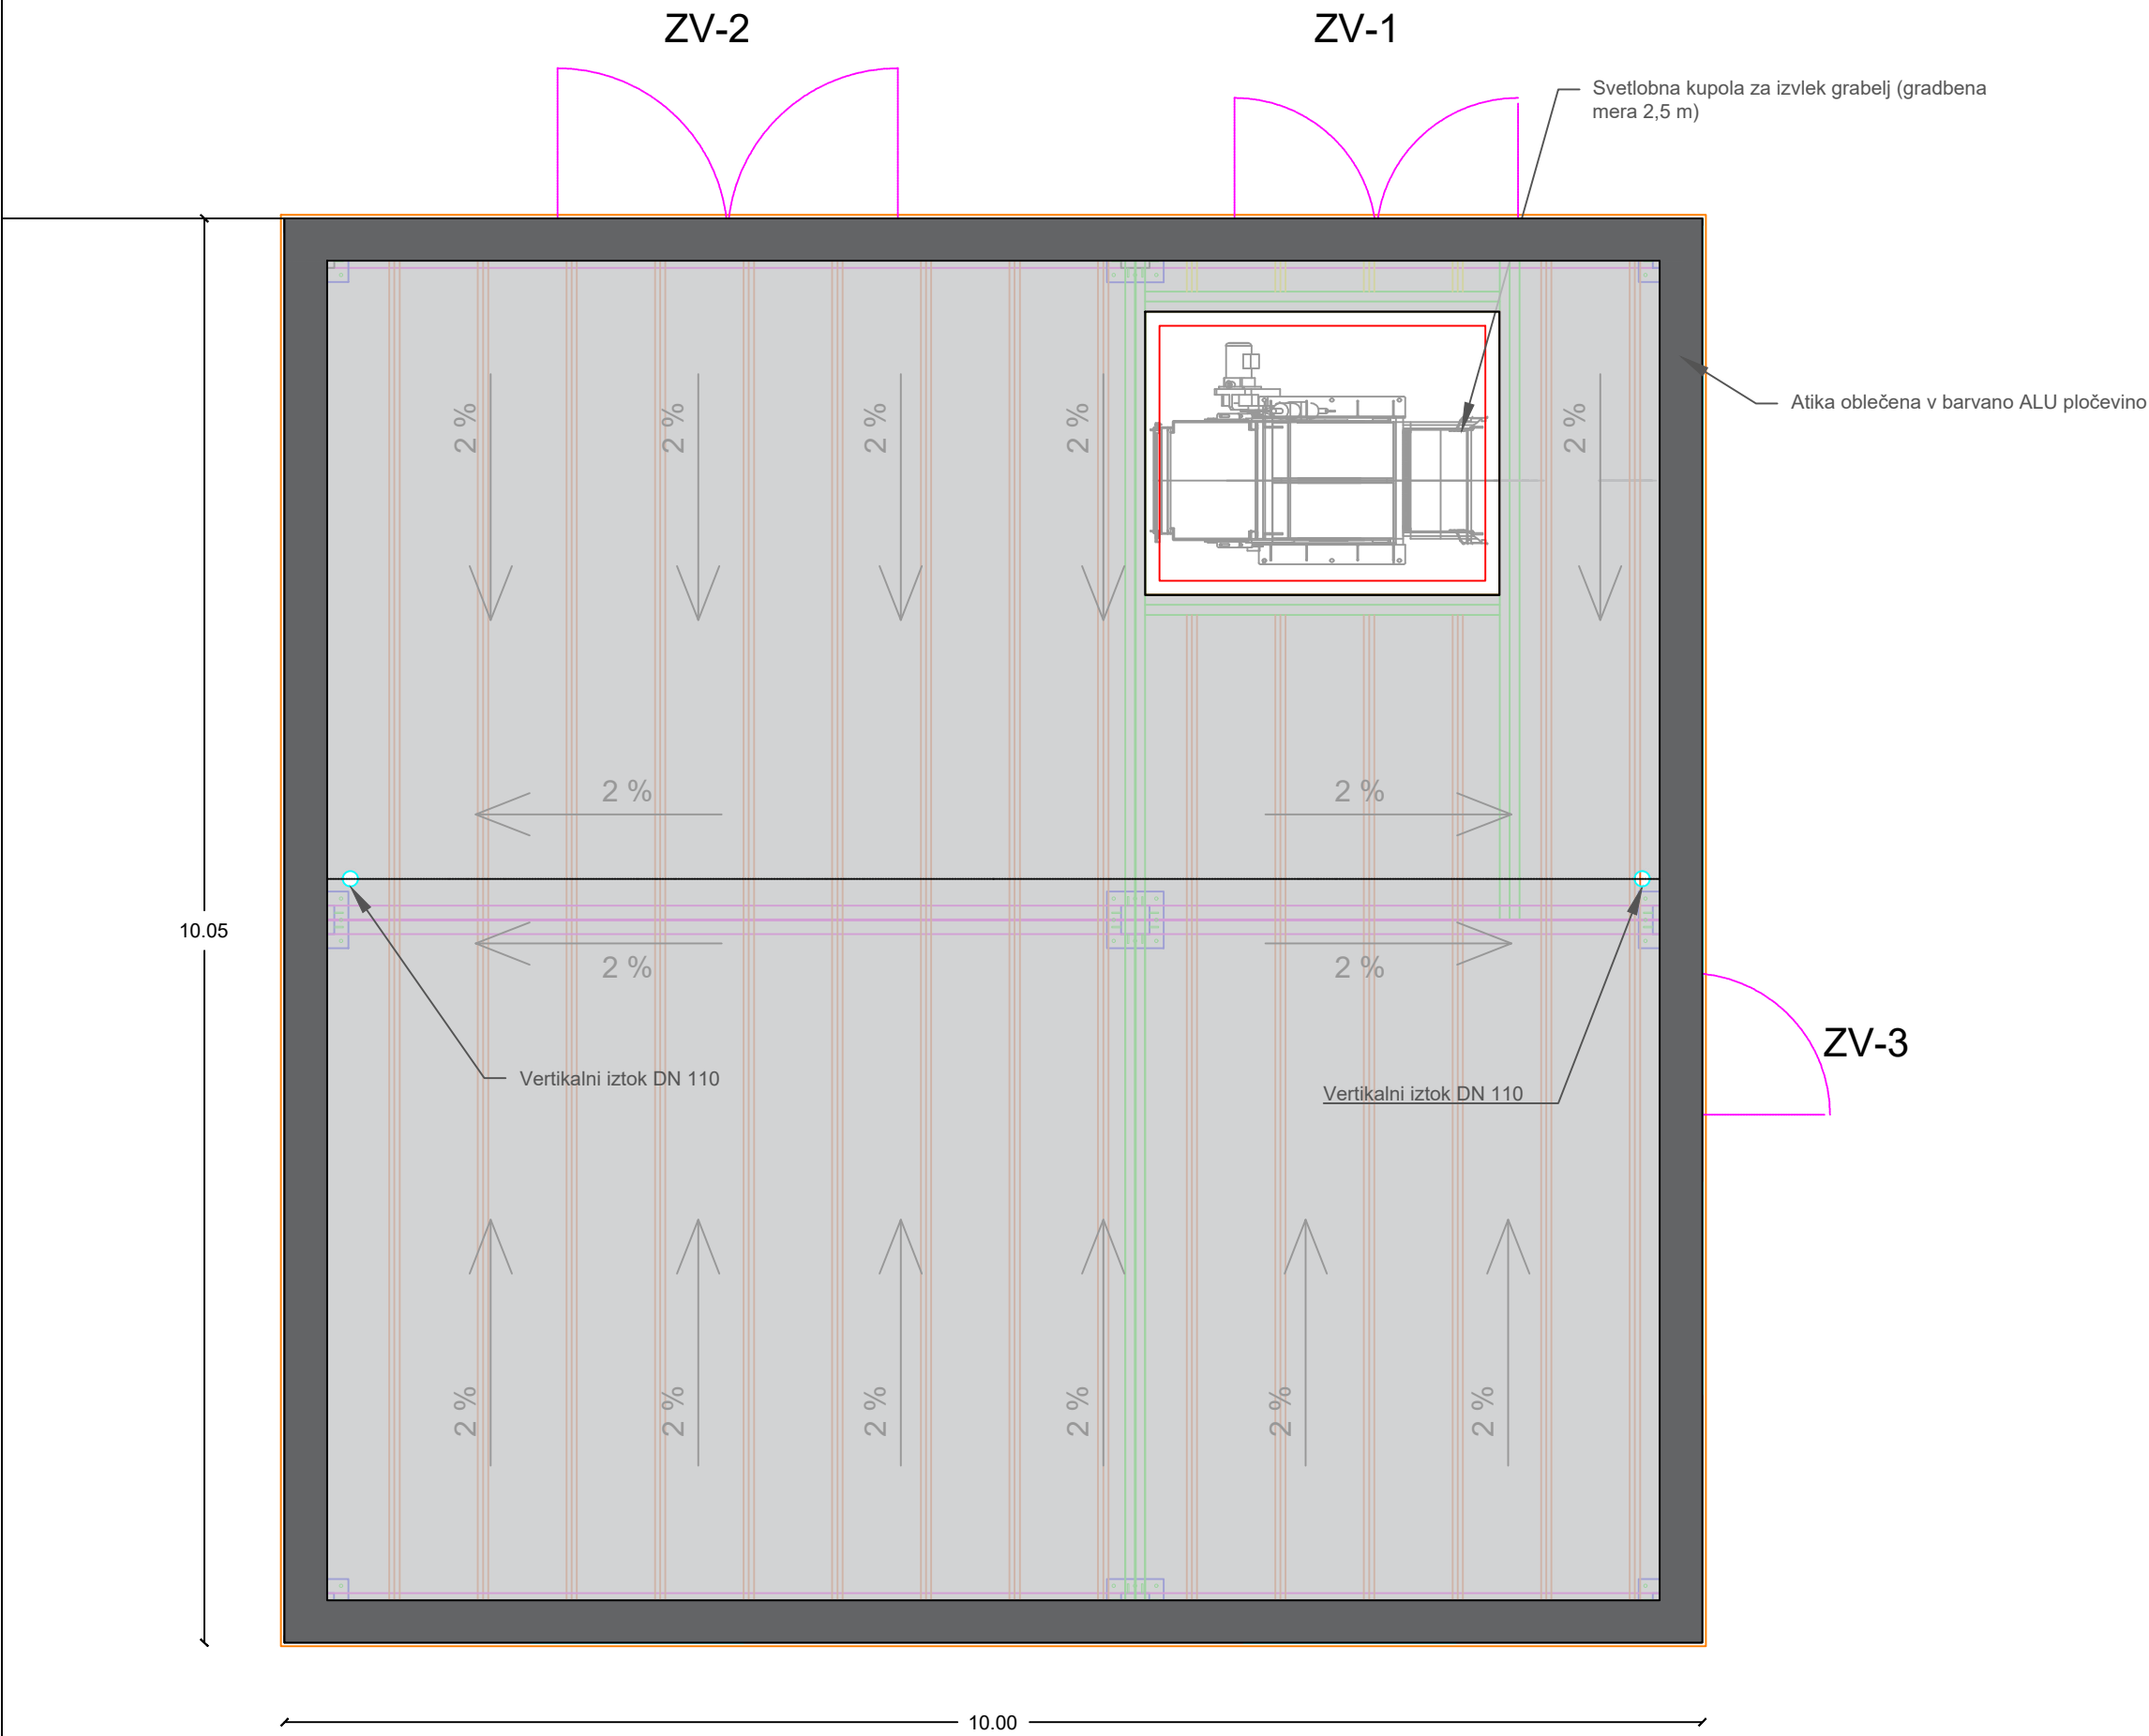 ZV-2
ZV-1
Svetlobna kupola za izvlek grabelj (gradbena
mera 2,5 m)
Atika oblečena v barvano ALU pločevino
2 %
2 %
2 %
2 %
2 %
2 %
2 %
10.05
2 %
2 %
ZV-3
Vertikalni iztok DN 110
Vertikalni iztok DN 110
2 %
2 %
2 %
2 %
2 %
2 %
10.00